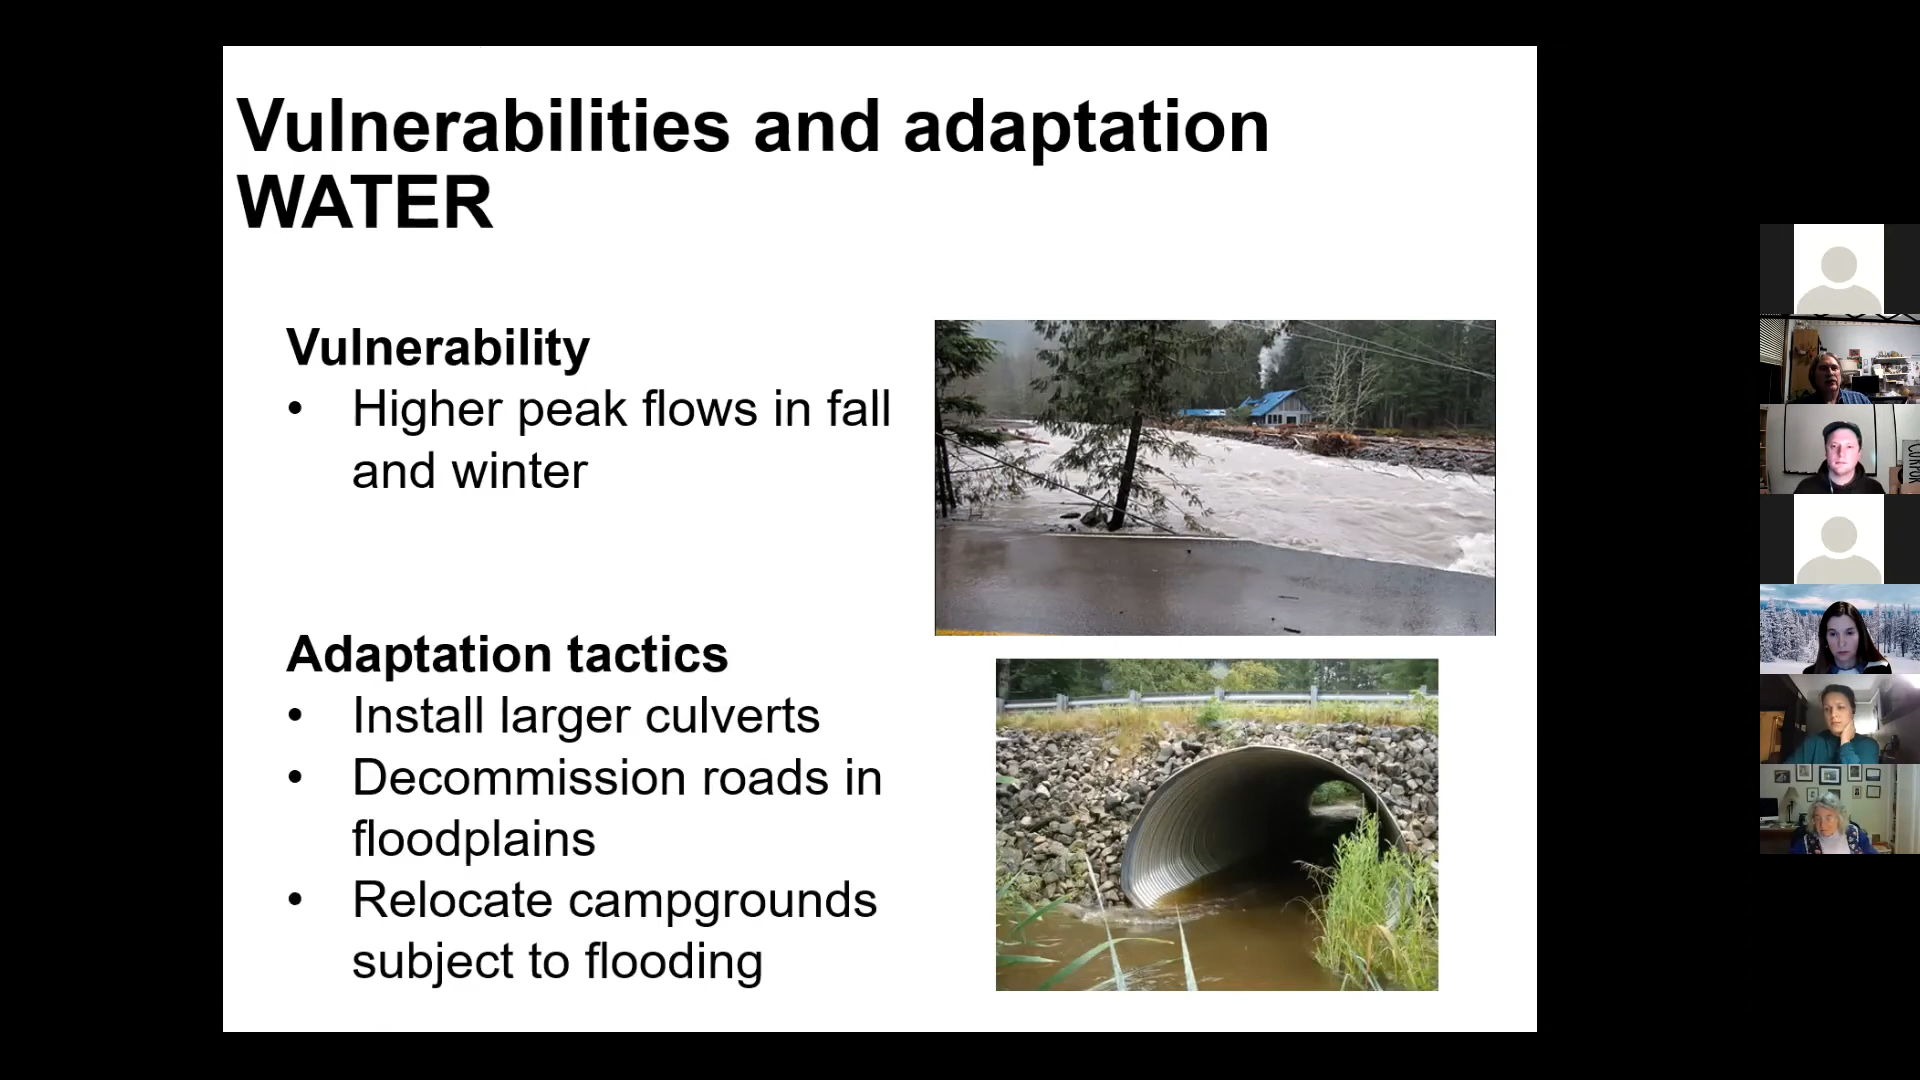 Vulnerabilities and adaptation
WATER
Vulnerability
• Higher peak flows in fall
and winter
Adaptation tactics
• Install larger culverts
• Decommission roads in
floodplains
• Relocate campgrounds
subject to flooding